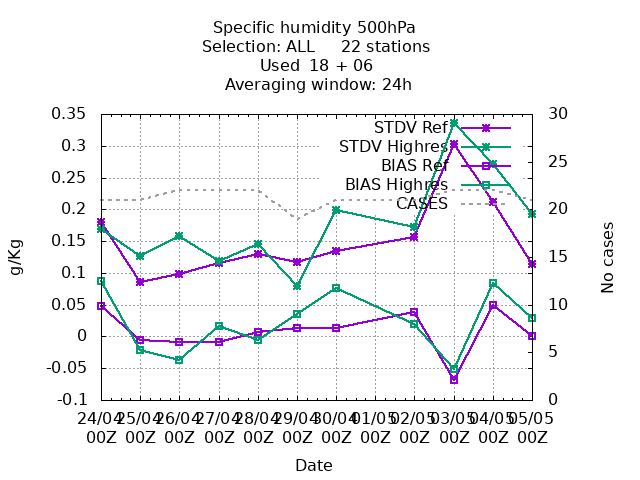 Specific humidity 500hPa
Selection: ALL     22 stations
Used  18 + 06
Averaging window: 24h
0.35
0.3
0.25
0.2
0.15
0.1
0.05
0
-0.05
-0.1
g/Kg
30
25
20
15
10
5
0
No cases
STDV Ref
STDV Highres
BIAS Ref
BIAS Highres
CASES
24/04 25/04 26/04 27/04 28/04 29/04 30/04 01/05 02/05 03/05 04/05 05/05
00Z 00Z 00Z 00Z 00Z 00Z 00Z 00Z 00Z 00Z 00Z 00Z
Date